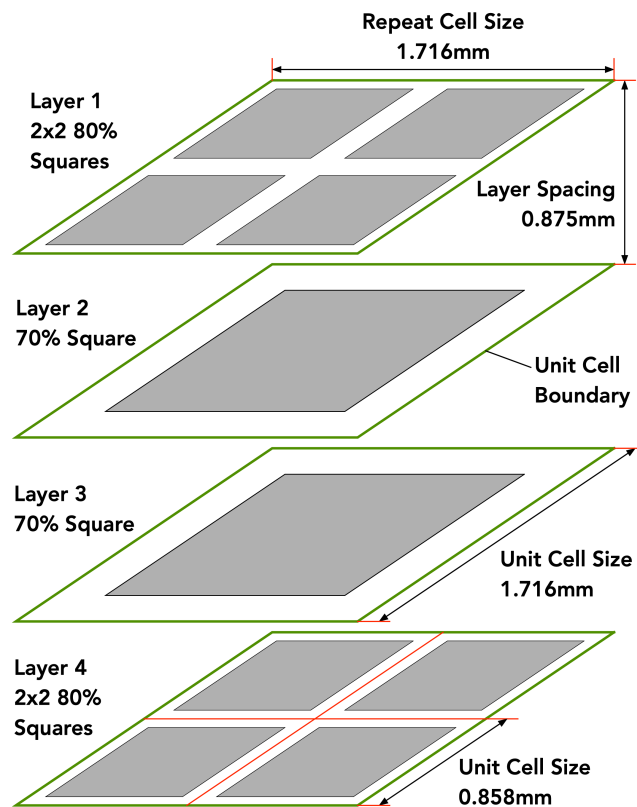 Repeat Cell Size
1.716mm
Layer 1
2x2 80%
Squares
Layer Spacing
0.875mm
Layer 2
70% Square
Unit Cell
Boundary
Layer 3
70% Square
Unit Cell Size
1.716mm
Layer 4
2x2 80%
Squares
Unit Cell Size
0.858mm